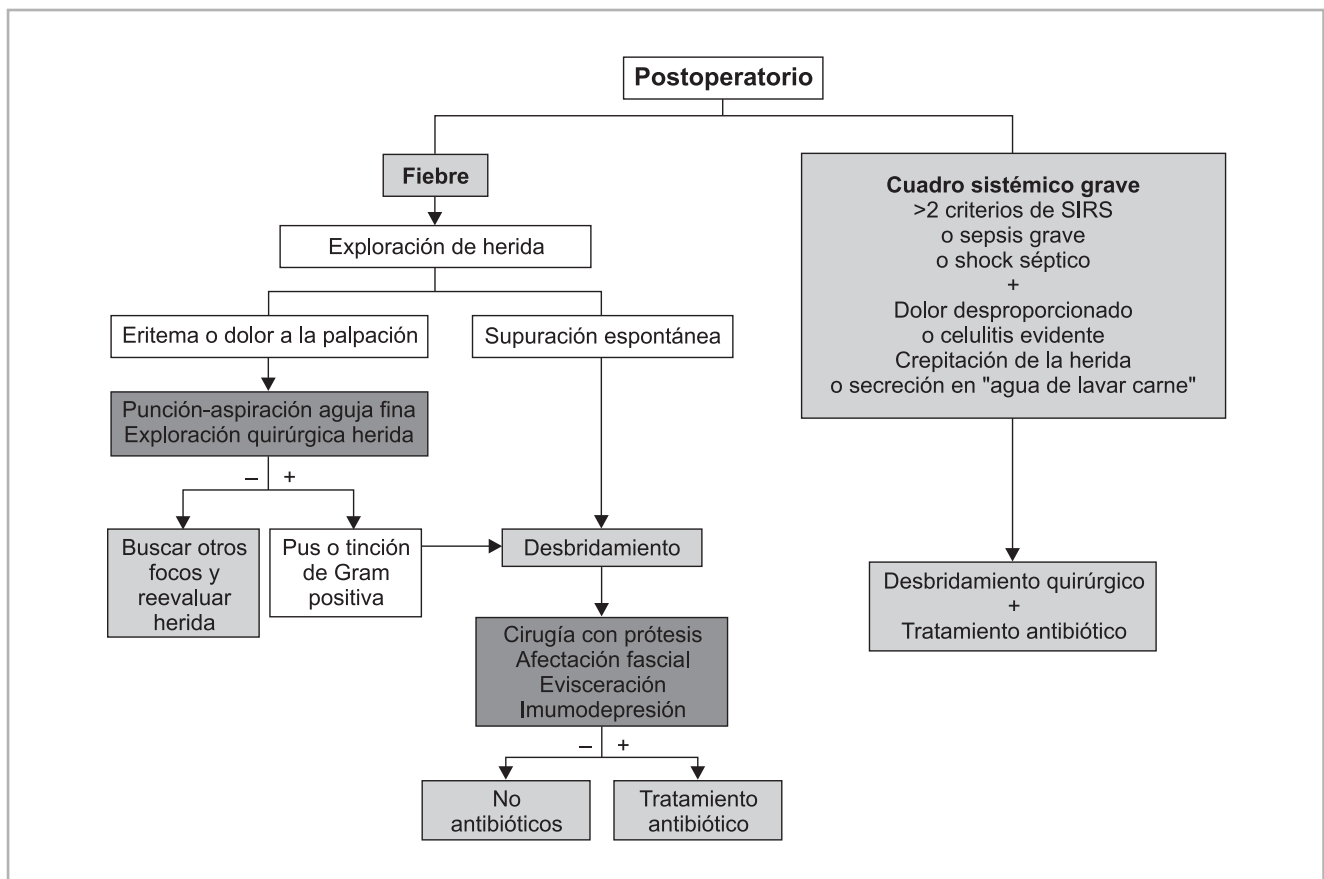 Postoperatorio
Fiebre
Exploración de herida
Eritema o dolor a la palpación
Supuración espontánea
Punción-aspiración aguja fina
Exploración quirúrgica herida
– +
Buscar otros
focos y
reevaluar
herida
Pus o tinción
de Gram
positiva
Desbridamiento
Cirugía con prótesis
Afectación fascial
Evisceración
Imumodepresión
– +
No
antibióticos
Tratamiento
antibiótico
Cuadro sistémico grave
>2 criterios de SIRS
o sepsis grave
o shock séptico
+
Dolor desproporcionado
o celulitis evidente
Crepitación de la herida
o secreción en "agua de lavar carne"
Desbridamiento quirúrgico
+
Tratamiento antibiótico